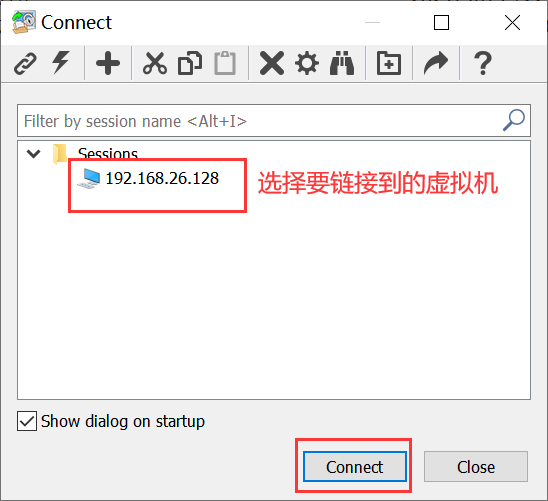 Connect
Filter by session name <Alt+I>
Sessions
192.168.26.128
选择要链接到的虚拟机
Show dialog on startup
Connect
Close